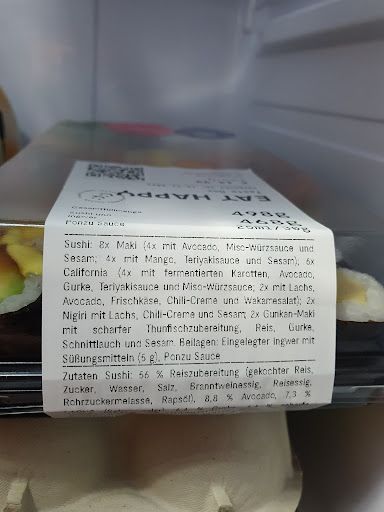 EAT HAPPY
486g
486g
Ponzu Sauce
Sushi: 8x Maki (4x mit Avocado, Miso-Würzsauce und
Sesam; 4x mit Mango, Teriyakisauce und Sesam); 6x
California (4x mit fermentierten Karotten, Avocado,
Gurke, Teriyakisauce und Miso-Würzsauce; 2x mit Lachs,
Avocado, Frischkäse, Chili-Creme und Wakamesalat); 2x
Nigiri mit Lachs, Chili-Creme und Sesam; 2x Gunkan-Maki
mit scharfer Thunfischzubereitung, Reis, Gurke,
Schnittlauch und Sesam. Beilagen: Eingelegter Ingwer mit
Süßungsmitteln (5 g), Ponzu Sauce
Zutaten Sushi: 56 % Reiszubereitung (gekochter Reis,
Zucker, Wasser, Salz, Branntweinessig, Reisessig,
Rohrzuckermelasse, Rapsöl), 8,8 % Avocado, 7,3 %